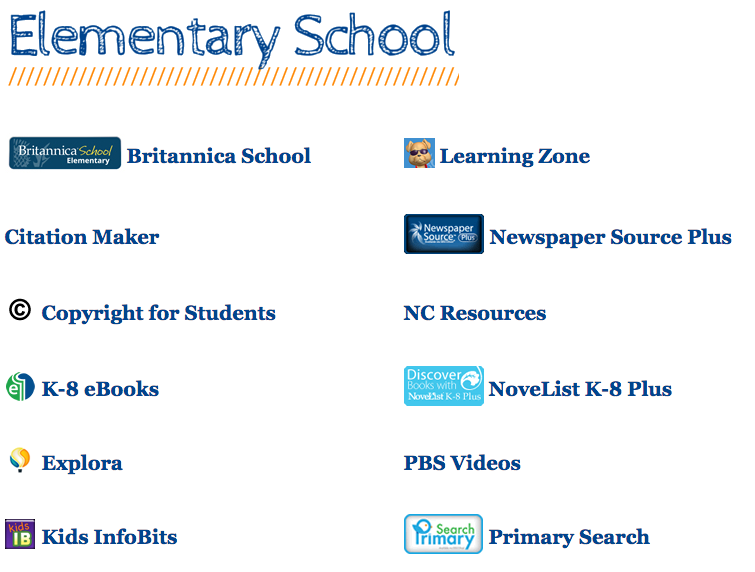 Elementary School
Britannica School
Elementary
Britannica School
Learning Zone
Citation Maker
Newspaper
Source Plus
Newspaper Source Plus
©
Copyright for Students
NC Resources
e
K-8 eBooks
Discover
Books with
NoveList K-8 Plus
NoveList K-8 Plus
Explora
PBS Videos
kids
IB
Kids InfoBits
Search
Primary
Primary Search